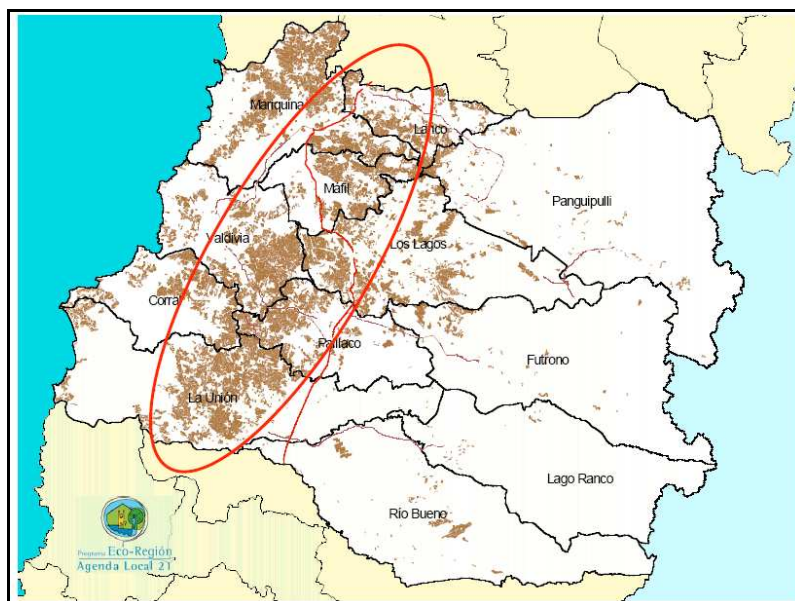 Mariquina
Lanco
Máfil
Panguipulli
Valdivia
Los Lagos
Corral
Paillaco
Futrono
La Unión
Lago Ranco
Río Bueno
Programa Eco-Región
Agenda Local 21